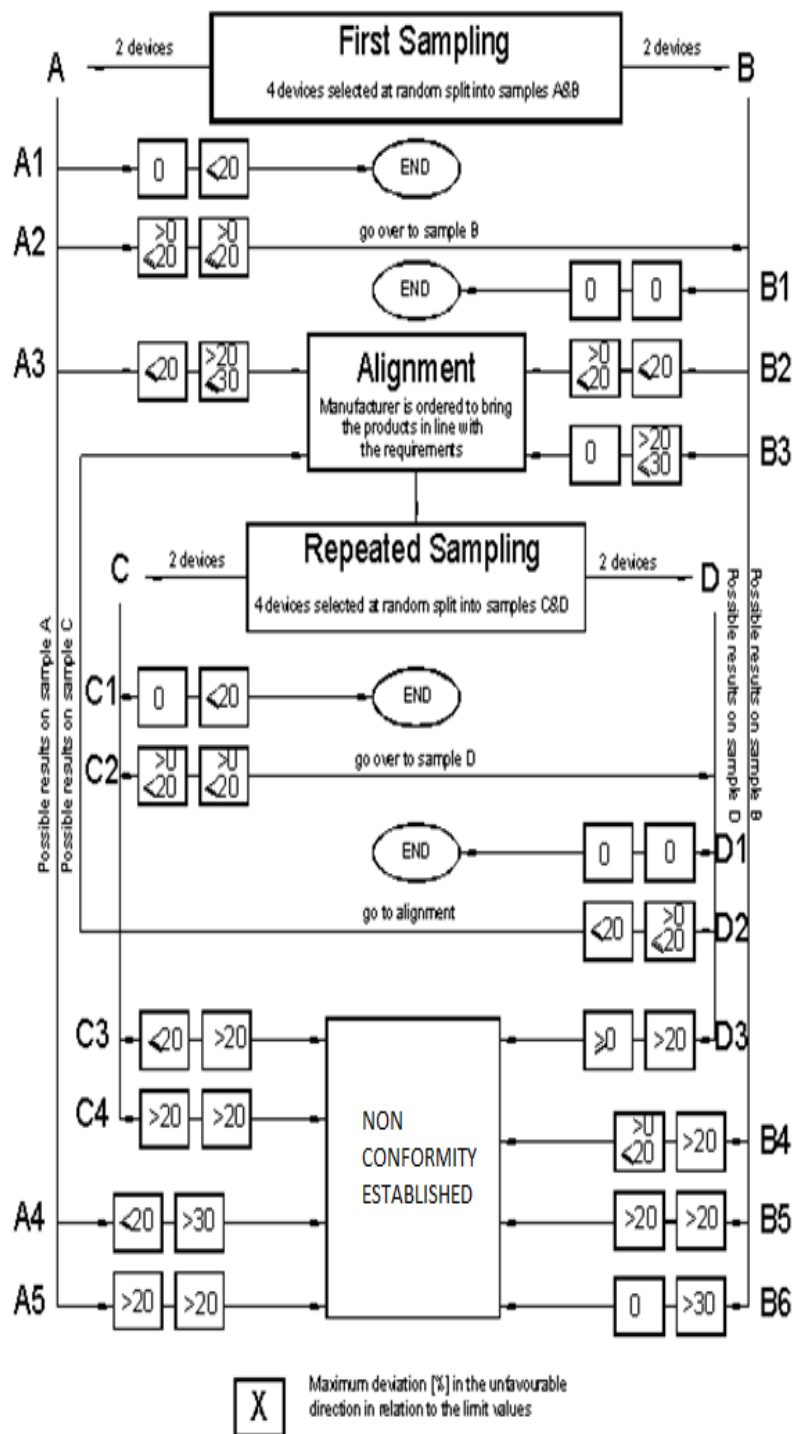 First Sampling
4 devices selected at random split into samples A&B
A
2 devices
2 devices
B
A1
0
≤20
END
A2
>0
≤20
>0
≤20
go over to sample B
END
0
0
B1
A3
≤20
>20
≤30
Alignment
Manufacturer is ordered to bring
the products in line with
the requirements
>0
≤20
≤20
B2
0
>20
≤30
B3
Repeated Sampling
4 devices selected at random split into samples C&D
C
2 devices
2 devices
D
Possible results on sample A
Possible results on sample C
Possible results on sample D
Possible results on sample B
C1
0
≤20
END
C2
>0
≤20
>0
≤20
go over to sample D
END
0
0
D1
go to alignment
≤20
>0
≤20
D2
C3
≤20
>20
≥0
>20
D3
C4
>20
>20
NON
CONFORMITY
ESTABLISHED
>0
≤20
>20
B4
A4
≤20
>30
>20
>20
B5
A5
>20
>20
0
>30
B6
X
Maximum deviation [%] in the unfavourable
direction in relation to the limit values